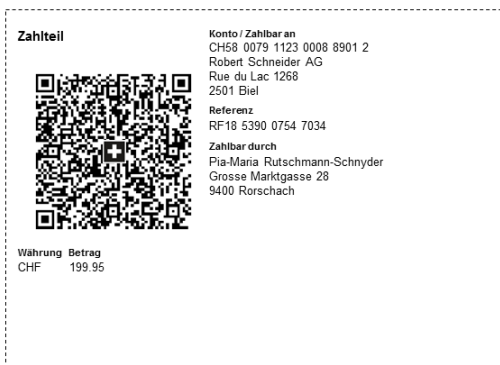 Zahlteil
Konto / Zahlbar an
CH58 0079 1123 0008 8901 2
Robert Schneider AG
Rue du Lac 1268
2501 Biel
Referenz
RF18 5390 0754 7034
Zahlbar durch
Pia-Maria Rutschmann-Schnyder
Grosse Marktgasse 28
9400 Rorschach
Währung Betrag
CHF 199.95